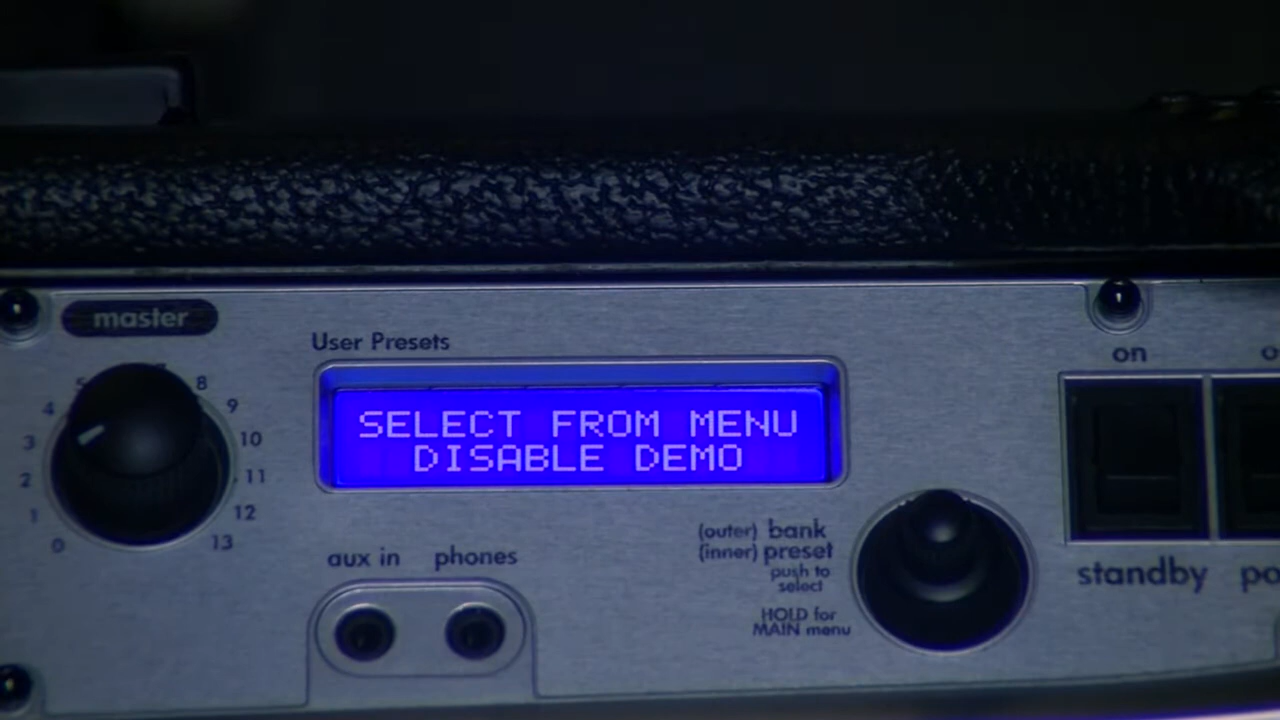 master
User Presets
on
SELECT FROM MENU
DISABLE DEMO
5
8
4
9
3
10
2
11
1
12
0
13
(outer) bank
(inner) preset
push to
select
HOLD for
MAIN menu
aux in phones
standby